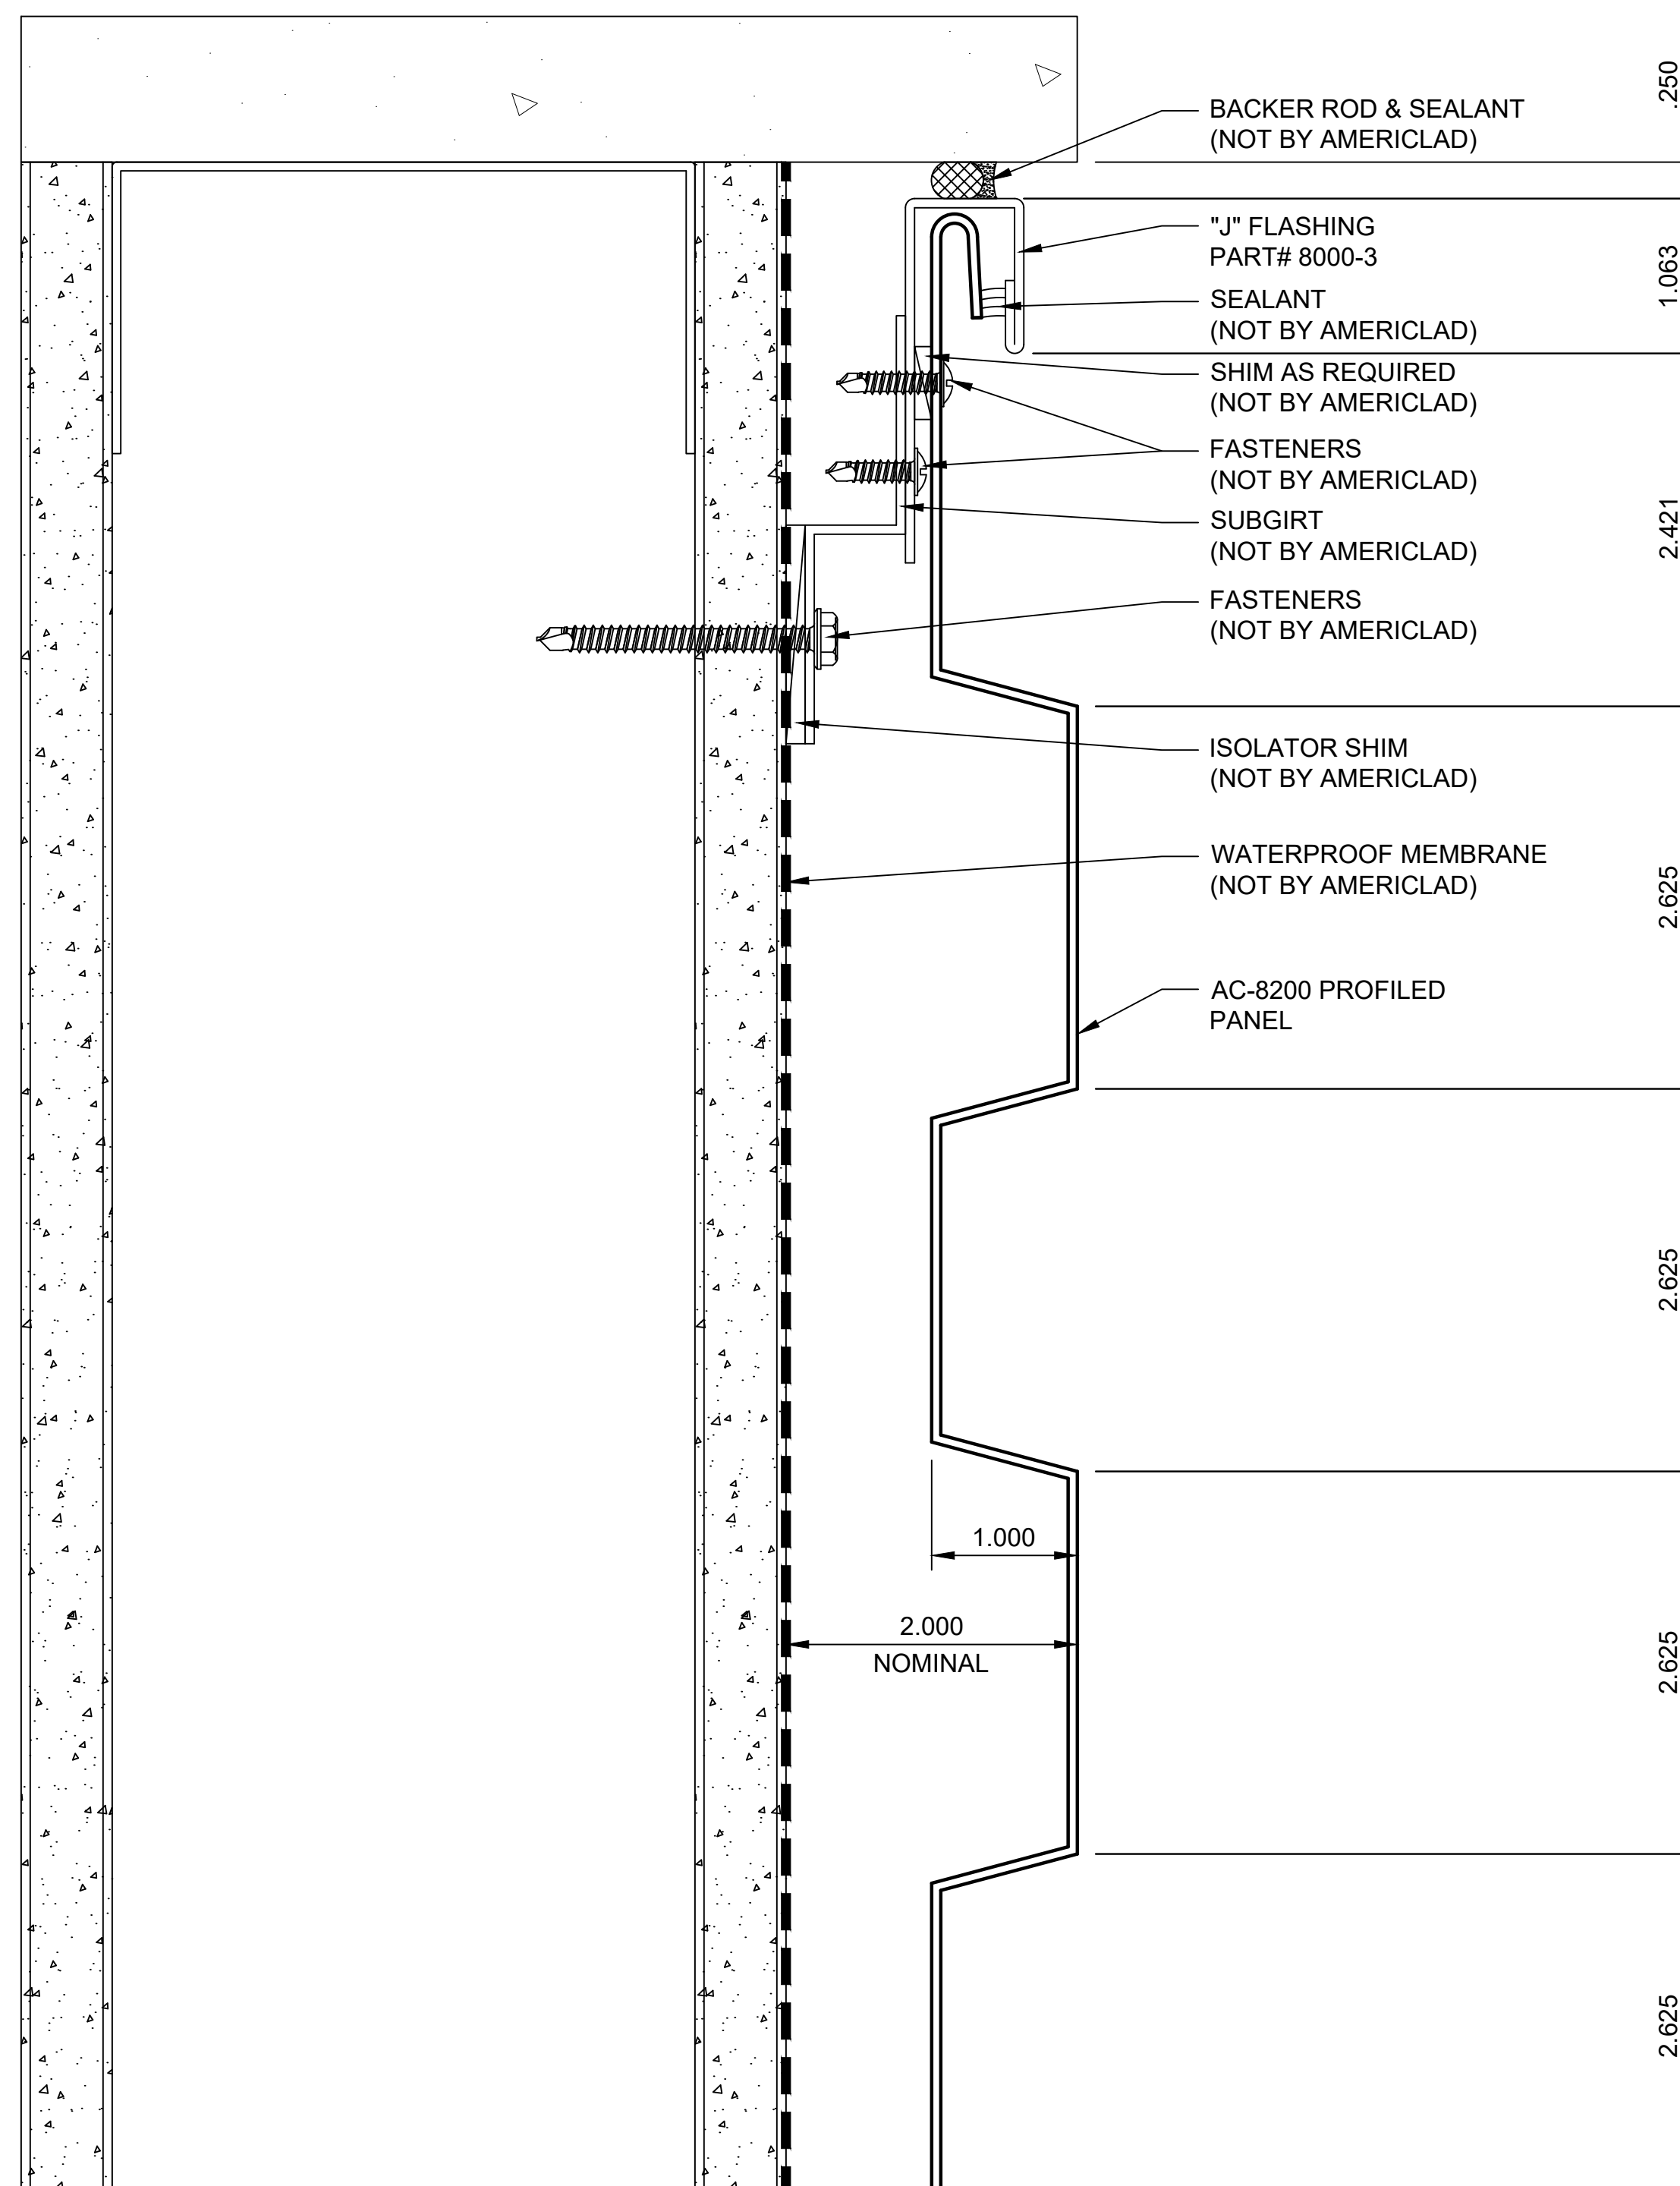 .250
BACKER ROD & SEALANT
(NOT BY AMERICLAD)
"J" FLASHING
PART# 8000-3
1.063
SEALANT
(NOT BY AMERICLAD)
SHIM AS REQUIRED
(NOT BY AMERICLAD)
FASTENERS
(NOT BY AMERICLAD)
2.421
SUBGIRT
(NOT BY AMERICLAD)
FASTENERS
(NOT BY AMERICLAD)
ISOLATOR SHIM
(NOT BY AMERICLAD)
WATERPROOF MEMBRANE
(NOT BY AMERICLAD)
2.625
AC-8200 PROFILED
PANEL
2.625
1.000
2.000
NOMINAL
2.625
2.625